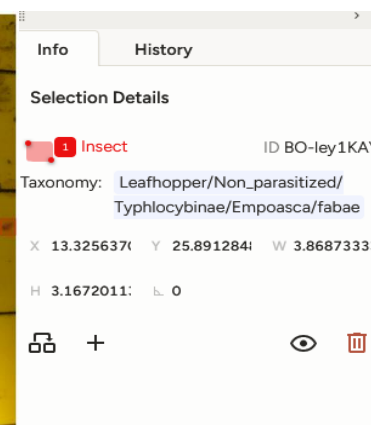 Info History
Selection Details
1 Insect ID BO-ley1KA
Taxonomy: Leafhopper/Non_parasitized/
Typhlocybinae/Empoasca/fabae
X 13.325637 Y 25.891284 W 3.8687333
H 3.1672011 0